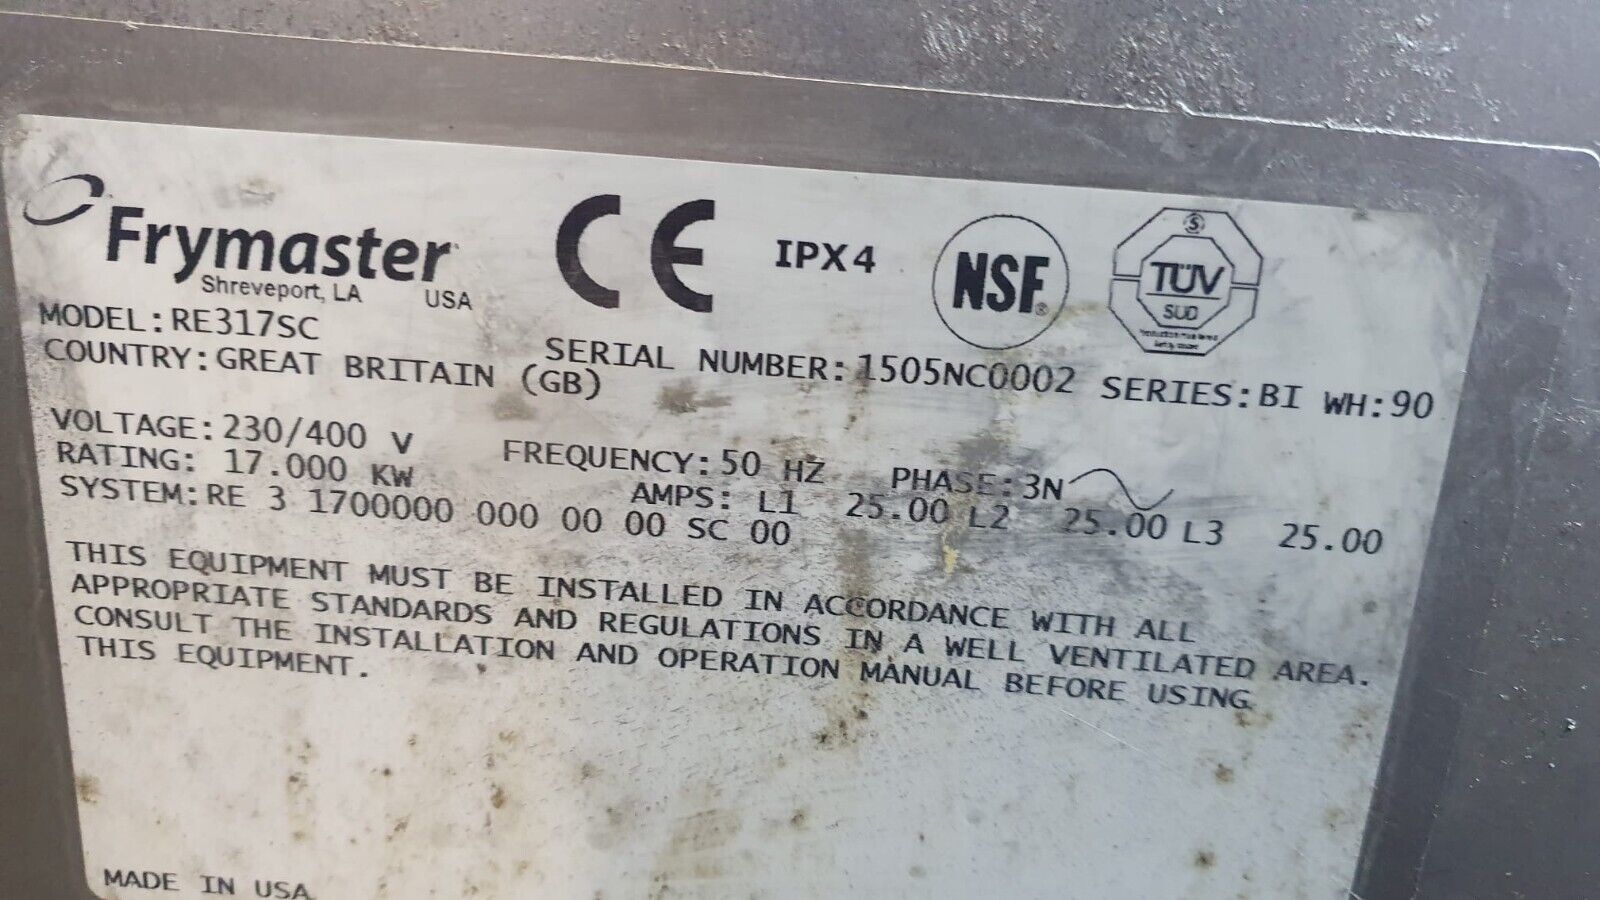 Frymaster
Shreveport, LA USA
CE
IPX4
NSF®
S
TÜV
SUD
MODEL:RE317SC
SERIAL NUMBER:1505NC0002 SERIES:BI WH:90
COUNTRY:GREAT BRITAIN (GB)
VOLTAGE:230/400 V FREQUENCY:50 HZ PHASE:3N
RATING: 17.000 KW AMPS: L1 25.00 L2 25.00 L3 25.00
SYSTEM:RE 3 1700000 000 00 00 SC 00
THIS EQUIPMENT MUST BE INSTALLED IN ACCORDANCE WITH ALL
APPROPRIATE STANDARDS AND REGULATIONS IN A WELL VENTILATED AREA.
CONSULT THE INSTALLATION AND OPERATION MANUAL BEFORE USING
THIS EQUIPMENT.
MADE IN USA